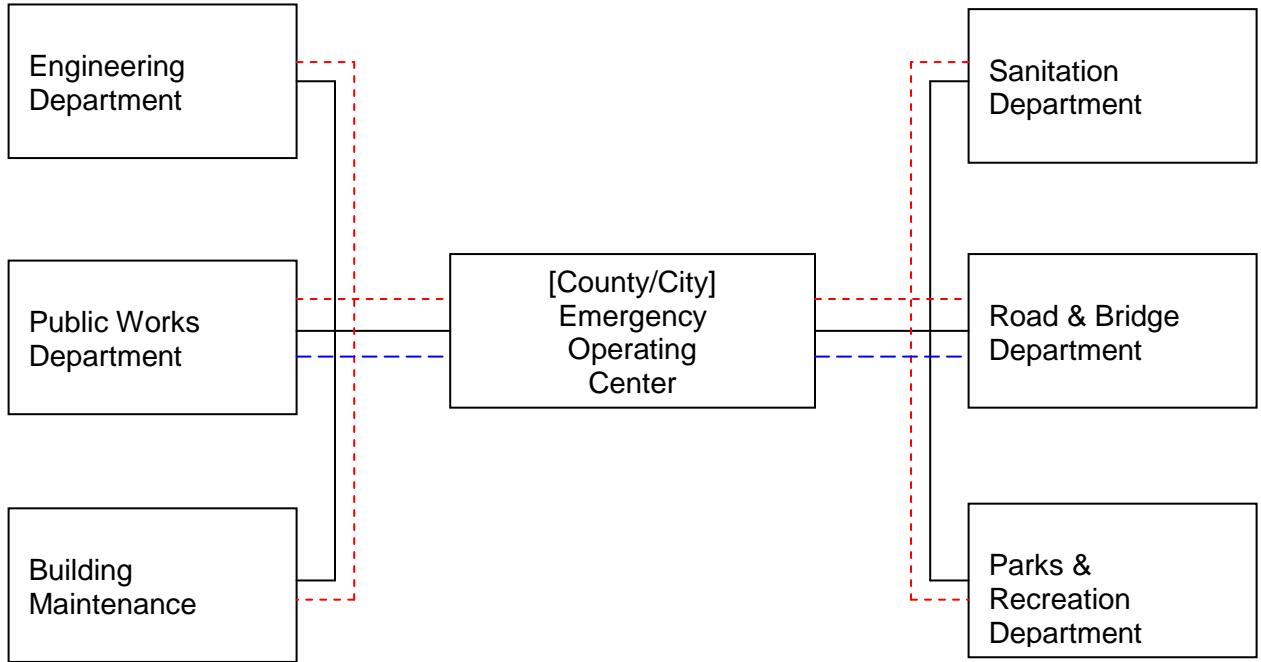 Engineering
Department
Sanitation
Department
Public Works
Department
[County/City]
Emergency
Operating
Center
Road & Bridge
Department
Building
Maintenance
Parks &
Recreation
Department